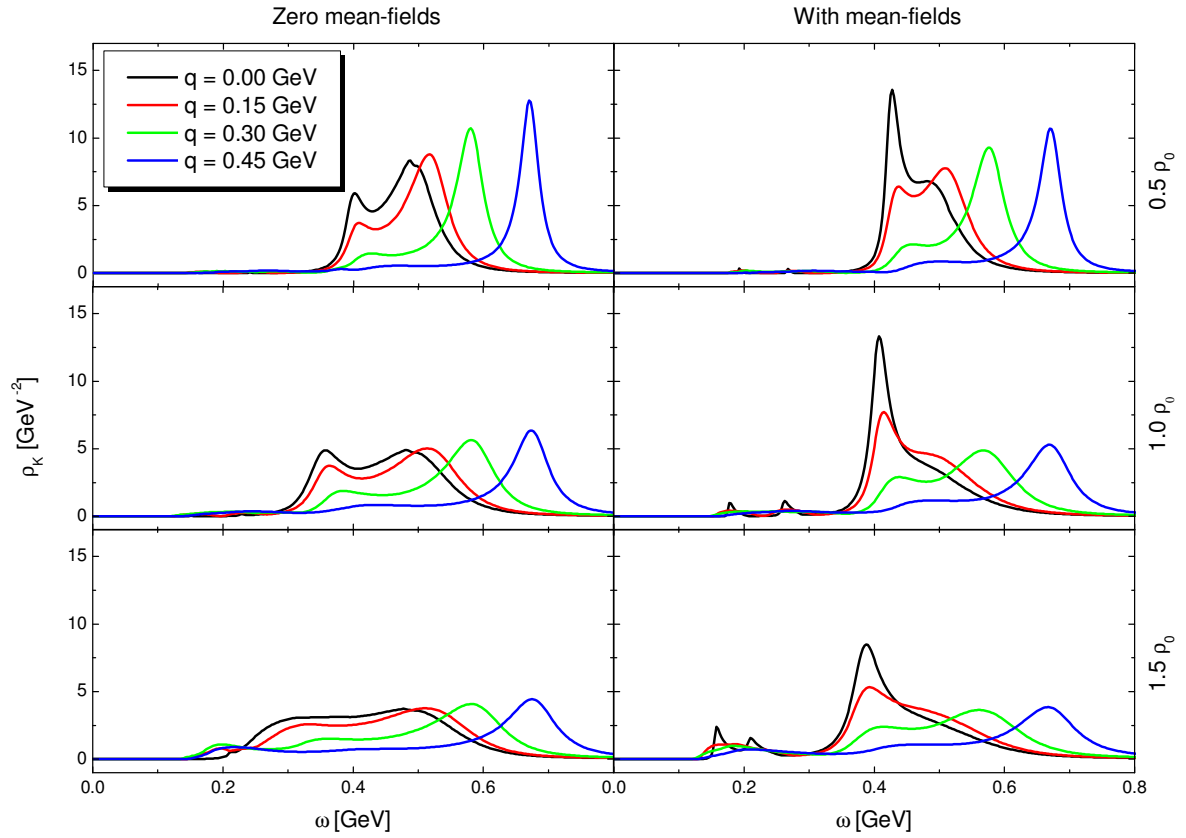 Zero mean-fields
With mean-fields
q = 0.00 GeV
q = 0.15 GeV
q = 0.30 GeV
q = 0.45 GeV
15
10
5
0
0.5 ρ₀
15
10
5
0
1.0 ρ₀
15
10
5
0
1.5 ρ₀
ρK [GeV⁻²]
0.0 0.2 0.4 0.6 0.0 0.2 0.4 0.6 0.8
ω [GeV] ω [GeV]